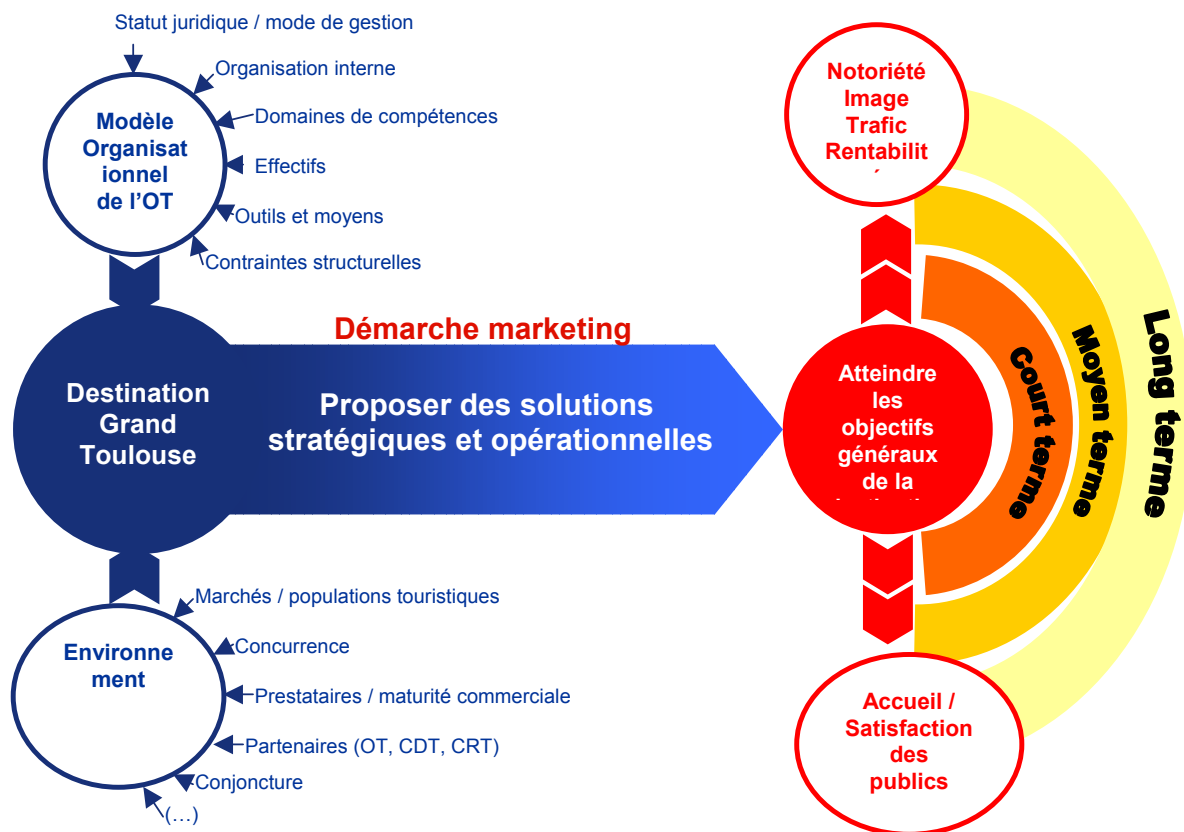 Statut juridique / mode de gestion
Organisation interne
Domaines de compétences
Effectifs
Outils et moyens
Contraintes structurelles
Modèle
Organisat
ionnel
de l'OT
Destination
Grand
Toulouse
Démarche marketing
Proposer des solutions
stratégiques et opérationnelles
Environne
ment
Marchés / populations touristiques
Concurrence
Prestataires / maturité commerciale
Partenaires (OT, CDT, CRT)
Conjoncture
(…)
Notoriété
Image
Trafic
Rentabilit
Atteindre
les
objectifs
généraux
de la
Accueil /
Satisfaction
des
publics
Court terme
Moyen terme
Long terme